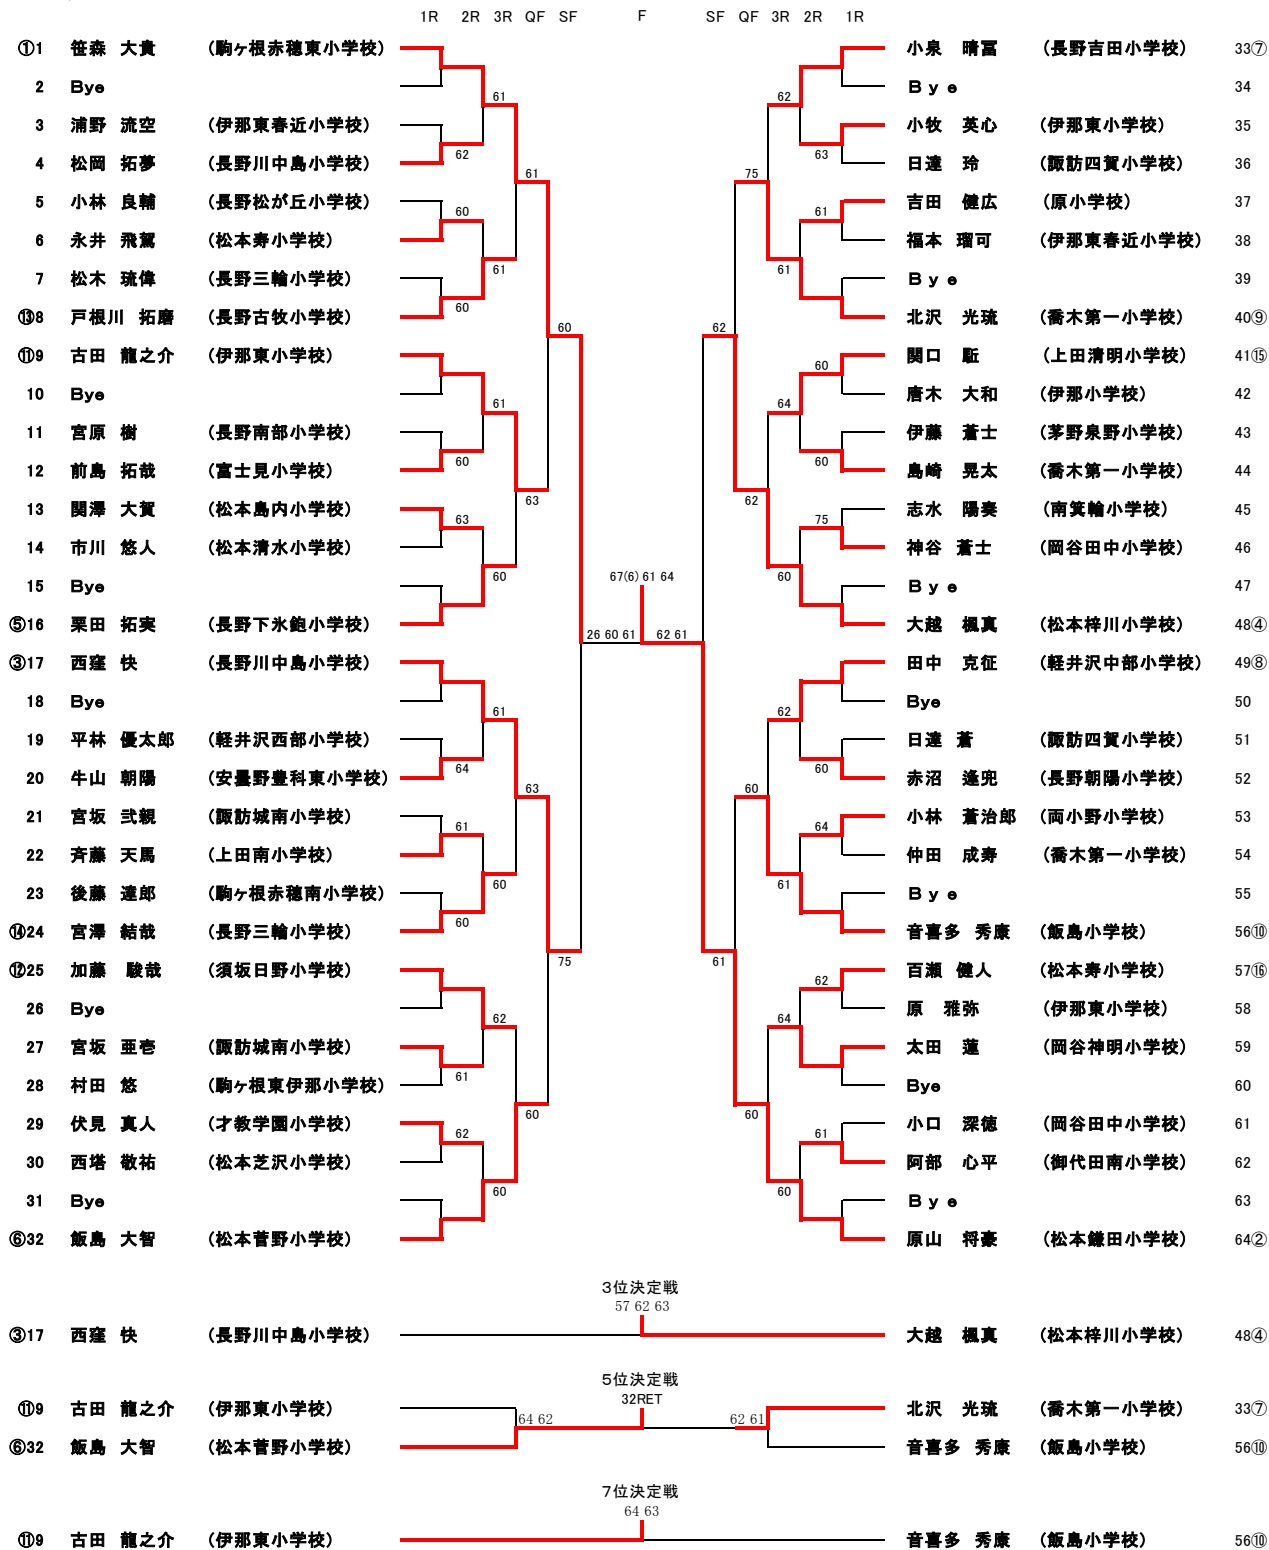 1R 2R 3R QF SF F SF QF 3R 2R 1R
①1 笹森 大貴 (駒ヶ根赤穂東小学校) 小泉 晴冨 (長野吉田小学校) 33⑦
2 Bye Bye 34
61 62
3 浦野 流空 (伊那東春近小学校) 小牧 英心 (伊那東小学校) 35
62 63
4 松岡 拓夢 (長野川中島小学校) 日達 玲 (諏訪四賀小学校) 36
61 75
5 小林 良輔 (長野松が丘小学校) 吉田 健広 (原小学校) 37
60 61
6 永井 飛駕 (松本寿小学校) 福本 瑠可 (伊那東春近小学校) 38
61 61
7 松木 琉偉 (長野三輪小学校) Bye 39
60
⑬8 戸根川 拓磨 (長野古牧小学校) 北沢 光琉 (喬木第一小学校) 40⑨
60 62
⑪9 古田 龍之介 (伊那東小学校) 関口 (上田清明小学校) 41⑮
60
10 Bye 唐木 大和 (伊那小学校) 42
61 64
11 宮原 樹 (長野南部小学校) 伊藤 蒼士 (茅野泉野小学校) 43
60 60
12 前島 拓哉 (富士見小学校) 島崎 晃太 (喬木第一小学校) 44
63 62
13 関澤 大賀 (松本島内小学校) 志水 陽奏 (南箕輪小学校) 45
63 75
14 市川 悠人 (松本清水小学校) 神谷 蒼士 (岡谷田中小学校) 46
60 67(6) 61 64 60
15 Bye Bye 47
⑤16 栗田 拓実 (長野下氷鉋小学校) 大越 楓真 (松本梓川小学校) 48④
26 60 61 62 61
③17 西窪 快 (長野川中島小学校) 田中 克征 (軽井沢中部小学校) 49⑧
18 Bye Bye 50
61 62
19 平林 優太郎 (軽井沢西部小学校) 日達 蒼 (諏訪四賀小学校) 51
64 60
20 牛山 朝陽 (安曇野豊科東小学校) 赤沼 逢兜 (長野朝陽小学校) 52
63 60
21 宮坂 弐親 (諏訪城南小学校) 小林 蒼治郎 (両小野小学校) 53
61 64
22 斉藤 天馬 (上田南小学校) 仲田 成寿 (喬木第一小学校) 54
60 61
23 後藤 達郎 (駒ヶ根赤穂南小学校) Bye 55
60
⑭24 宮澤 結哉 (長野三輪小学校) 音喜多 秀康 (飯島小学校) 56⑩
75 61
⑫25 加藤 駿哉 (須坂日野小学校) 百瀬 健人 (松本寿小学校) 57⑯
62
26 Bye 原 雅弥 (伊那東小学校) 58
62 64
27 宮坂 亜壱 (諏訪城南小学校) 太田 蓮 (岡谷神明小学校) 59
61
28 村田 悠 (駒ヶ根東伊那小学校) Bye 60
60 60
29 伏見 真人 (才教学園小学校) 小口 深徳 (岡谷田中小学校) 61
62 61
30 西塔 敬祐 (松本芝沢小学校) 阿部 心平 (御代田南小学校) 62
60 60
31 Bye Bye 63
⑥32 飯島 大智 (松本菅野小学校) 原山 将豪 (松本鎌田小学校) 64②
3位決定戦
57 62 63
③17 西窪 快 (長野川中島小学校) 大越 楓真 (松本梓川小学校) 48④
5位決定戦
32RET
⑪9 古田 龍之介 (伊那東小学校) 北沢 光琉 (喬木第一小学校) 33⑦
64 62 62 61
⑥32 飯島 大智 (松本菅野小学校) 音喜多 秀康 (飯島小学校) 56⑩
7位決定戦
64 63
⑪9 古田 龍之介 (伊那東小学校) 音喜多 秀康 (飯島小学校) 56⑩